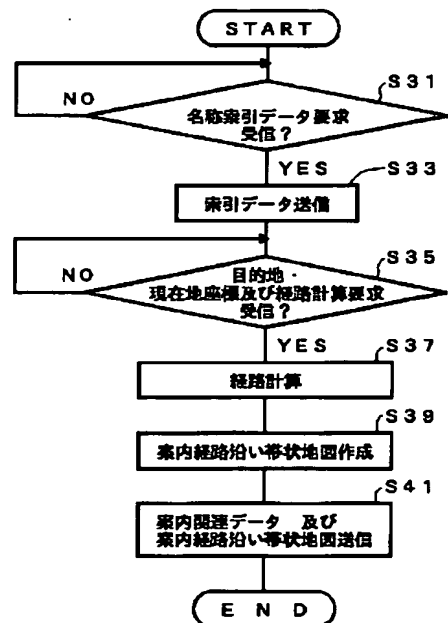 START
S31
NO
名称索引データ要求
受信？
YES
S33
索引データ送信
S35
目的地・
NO
現在地座標及び経路計算要求
受信？
YES
S37
経路計算
S39
案内経路沿い帯状地図作成
S41
案内関連データ 及び
案内経路沿い帯状地図送信
END